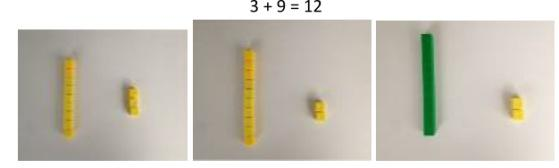 3 + 9 = 12